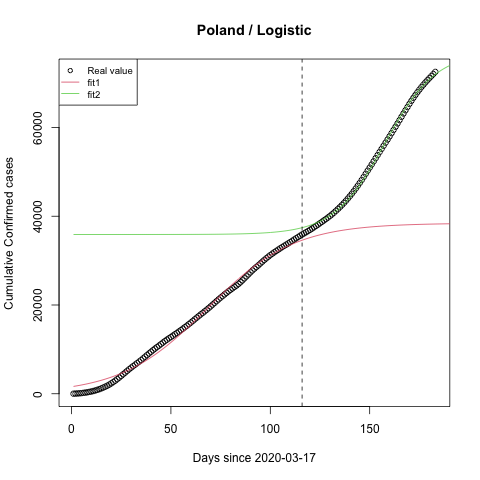 Poland / Logistic
Real value
fit1
fit2
Cumulative Confirmed cases
60000
40000
20000
0
0 50 100 150
Days since 2020-03-17